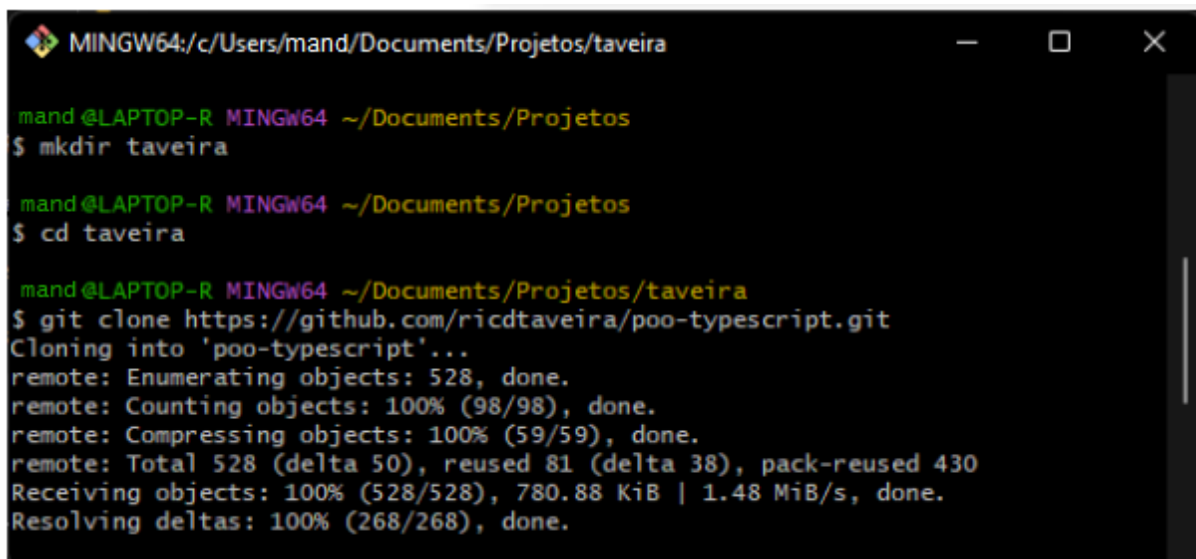 MINGW64:/c/Users/mand/Documents/Projetos/taveira
mand@LAPTOP-R MINGW64 ~/Documents/Projetos
$ mkdir taveira
mand@LAPTOP-R MINGW64 ~/Documents/Projetos
$ cd taveira
mand@LAPTOP-R MINGW64 ~/Documents/Projetos/taveira
$ git clone https://github.com/ricdtaveira/poo-typescript.git
Cloning into 'poo-typescript'...
remote: Enumerating objects: 528, done.
remote: Counting objects: 100% (98/98), done.
remote: Compressing objects: 100% (59/59), done.
remote: Total 528 (delta 50), reused 81 (delta 38), pack-reused 430
Receiving objects: 100% (528/528), 780.88 KiB | 1.48 MiB/s, done.
Resolving deltas: 100% (268/268), done.